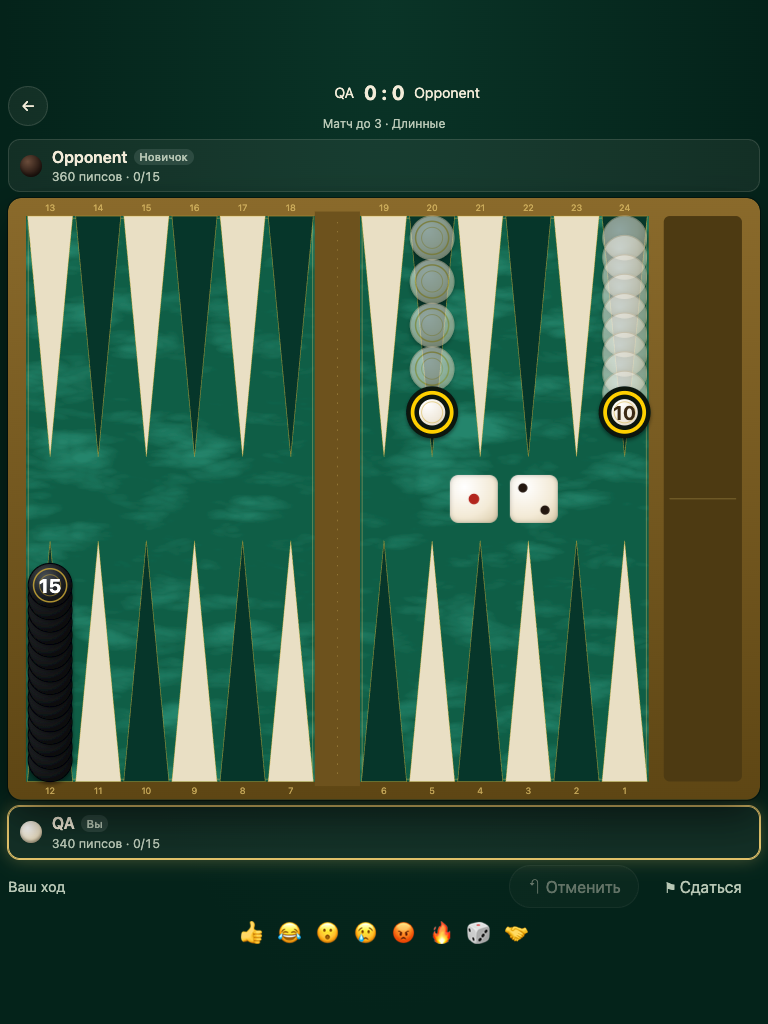 QA 0 : 0 Opponent
Матч до 3 · Длинные
Opponent Новичок
360 пипсов · 0/15
13 14 15 16 17 18 19 20 21 22 23 24
10
15
12 11 10 9 8 7 6 5 4 3 2 1
QA Вы
340 пипсов · 0/15
Ваш ход
Отменить
Сдаться